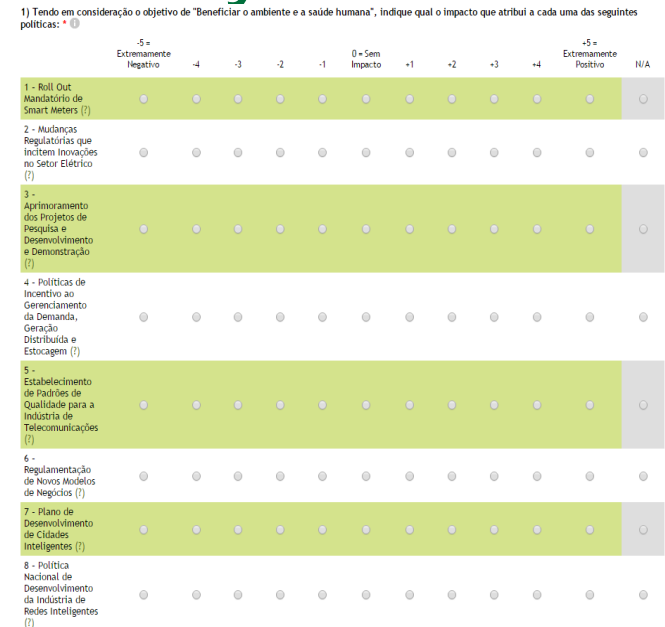 1) Tendo em consideração o objetivo de "Beneficiar o ambiente e a saúde humana", indique qual o impacto que atribui a cada uma das seguintes
políticas: *
-5 =
Extremamente
Negativo
-4
-3
-2
-1
0 = Sem
Impacto
+1
+2
+3
+4
+5 =
Extremamente
Positivo
N/A
1 - Roll Out
Mandatório de
Smart Meters (?)
2 - Mudanças
Regulatórias que
incitem Inovações
no Setor Elétrico
(?)
3 -
Aprimoramento
dos Projetos de
Pesquisa e
Desenvolvimento
e Demonstração
(?)
4 - Políticas de
Incentivo ao
Gerenciamento
da Demanda,
Geração
Distribuída e
Estocagem (?)
5 -
Estabelecimento
de Padrões de
Qualidade para a
Indústria de
Telecomunicações
(?)
6 -
Regulamentação
de Novos Modelos
de Negócios (?)
7 - Plano de
Desenvolvimento
de Cidades
Inteligentes (?)
8 - Política
Nacional de
Desenvolvimento
da Indústria de
Redes Inteligentes
(?)